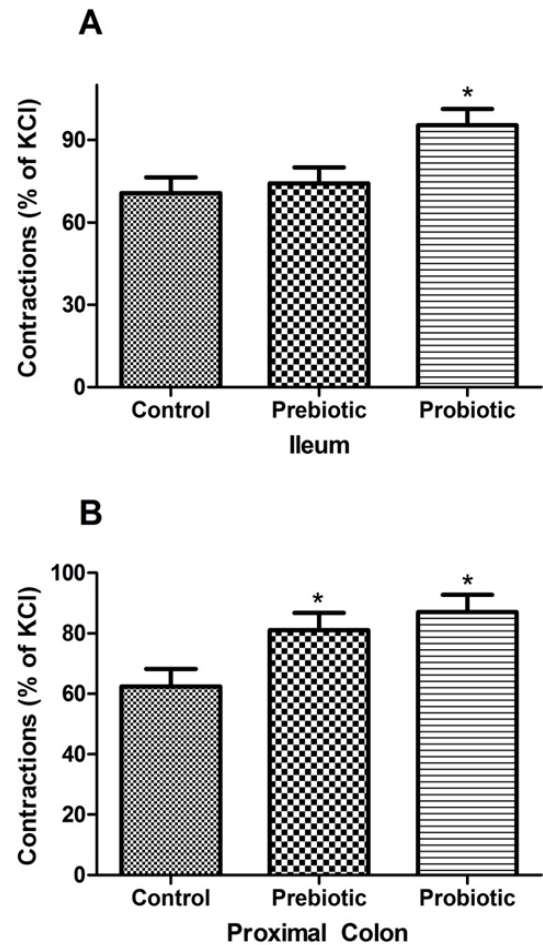 A
Contractions (% of KCl)
90
60
30
0
*
Control Prebiotic Probiotic
Ileum
B
Contractions (% of KCl)
100
80
60
40
20
0
* *
Control Prebiotic Probiotic
Proximal Colon